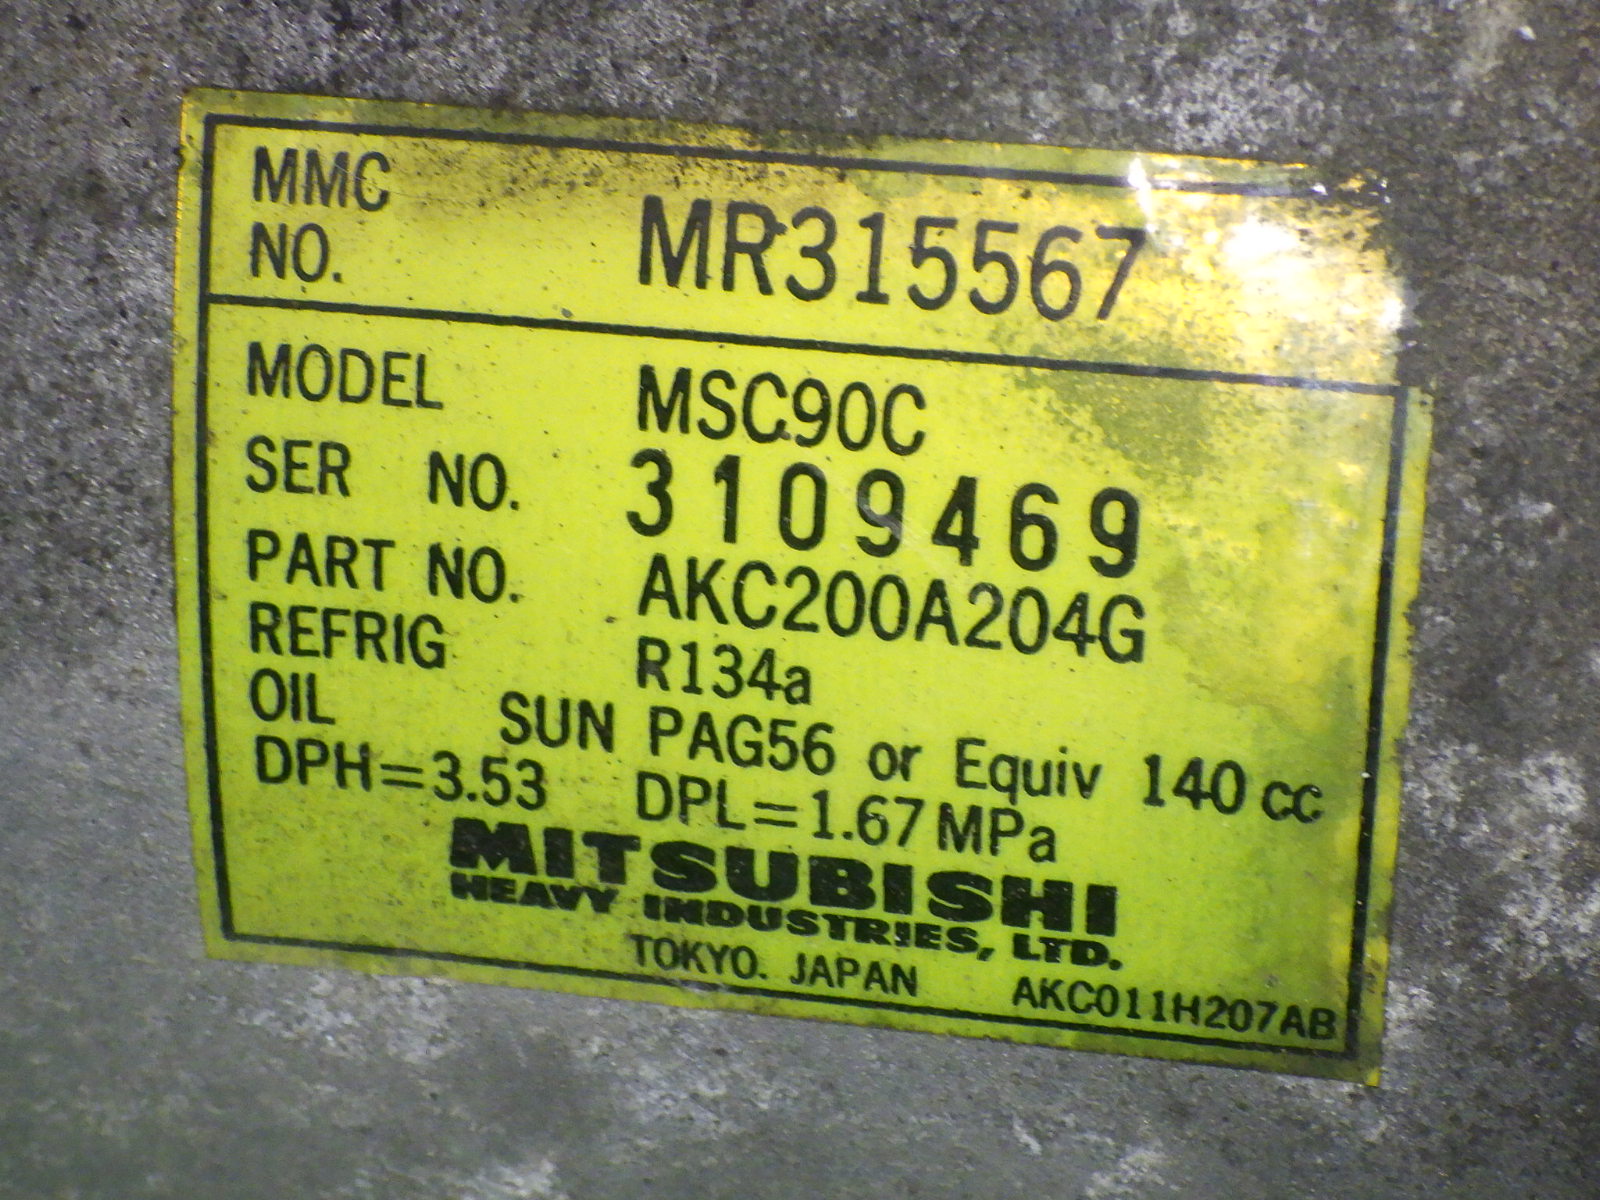 MMC
NO. MR315567
MODEL MSC90C
SER NO. 3109469
PART NO. AKC200A204G
REFRIG R134a
OIL SUN PAG56 or Equiv 140 cc
DPH=3.53 DPL=1.67 MPa
MITSUBISHI
HEAVY INDUSTRIES, LTD.
TOKYO. JAPAN AKC011H207AB